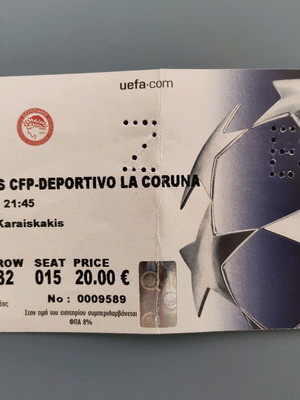 uefa.com
S CFP-DEPORTIVO LA CORUNA
21:45
Karaiskakis
ROW SEAT PRICE
32 015 20.00 €
No : 0009589
Στην τιμή του εισιτηρίου συμπεριλαμβάνεται
ΦΠΑ 8%